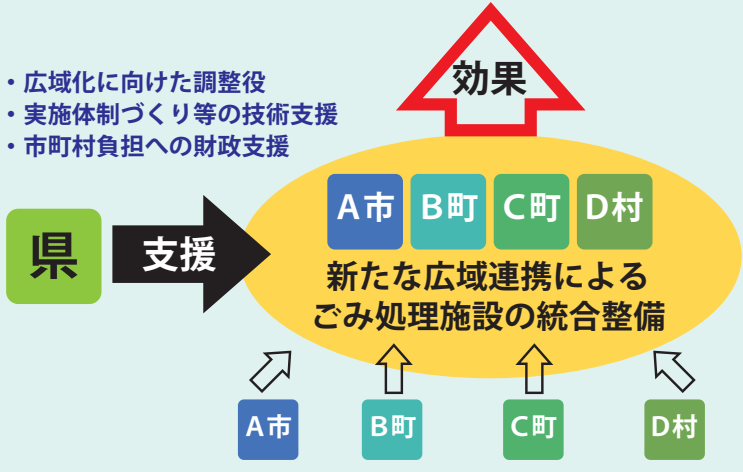 ・広域化に向けた調整役
・実施体制づくり等の技術支援
・市町村負担への財政支援
効果
県
支援
A市 B町 C町 D村
新たな広域連携による
ごみ処理施設の統合整備
A市 B町 C町 D村